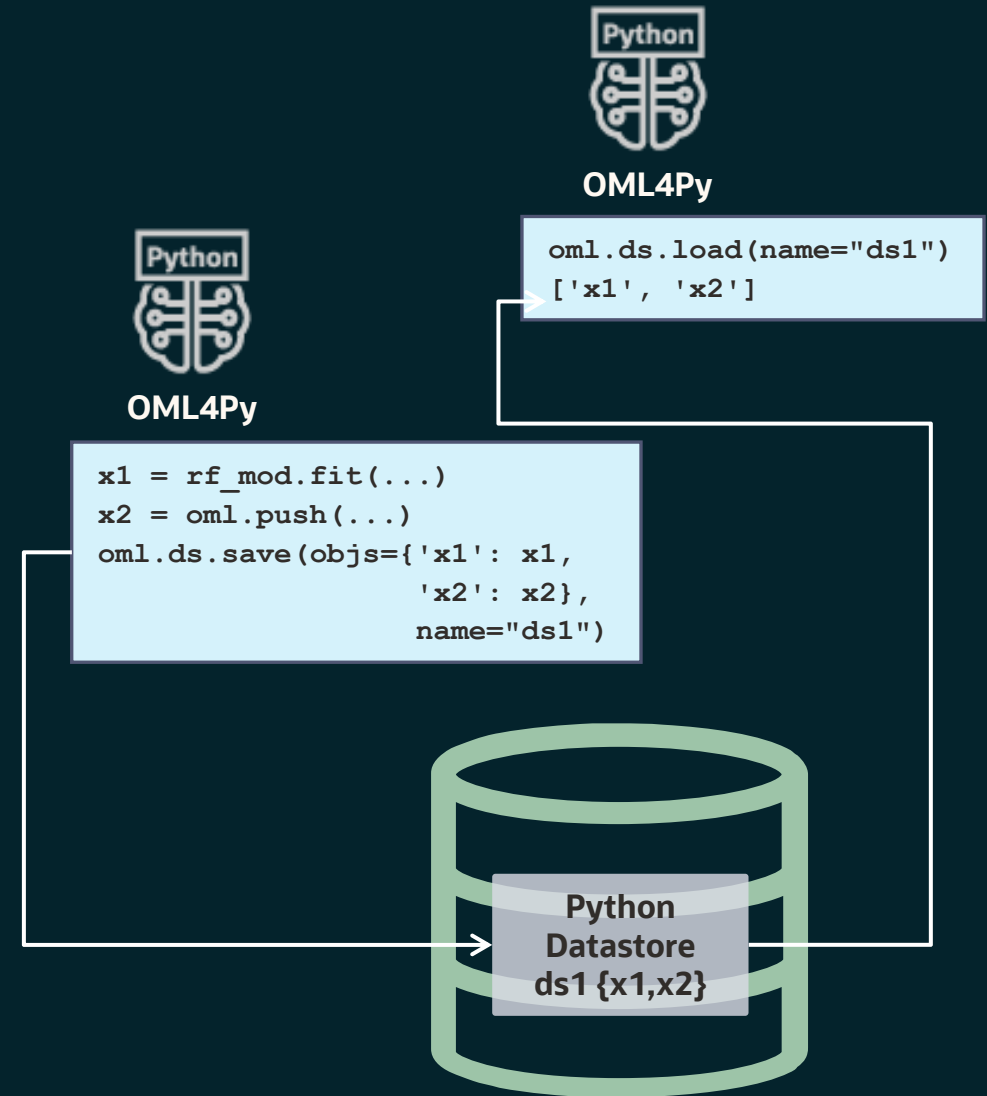 Python
OML4Py
oml.ds.load(name="ds1")
['x1', 'x2']
Python
OML4Py
x1 = rf_mod.fit(...)
x2 = oml.push(...)
oml.ds.save(objs={'x1': x1,
'x2': x2},
name="ds1")
Python
Datastore
ds1 {x1,x2}